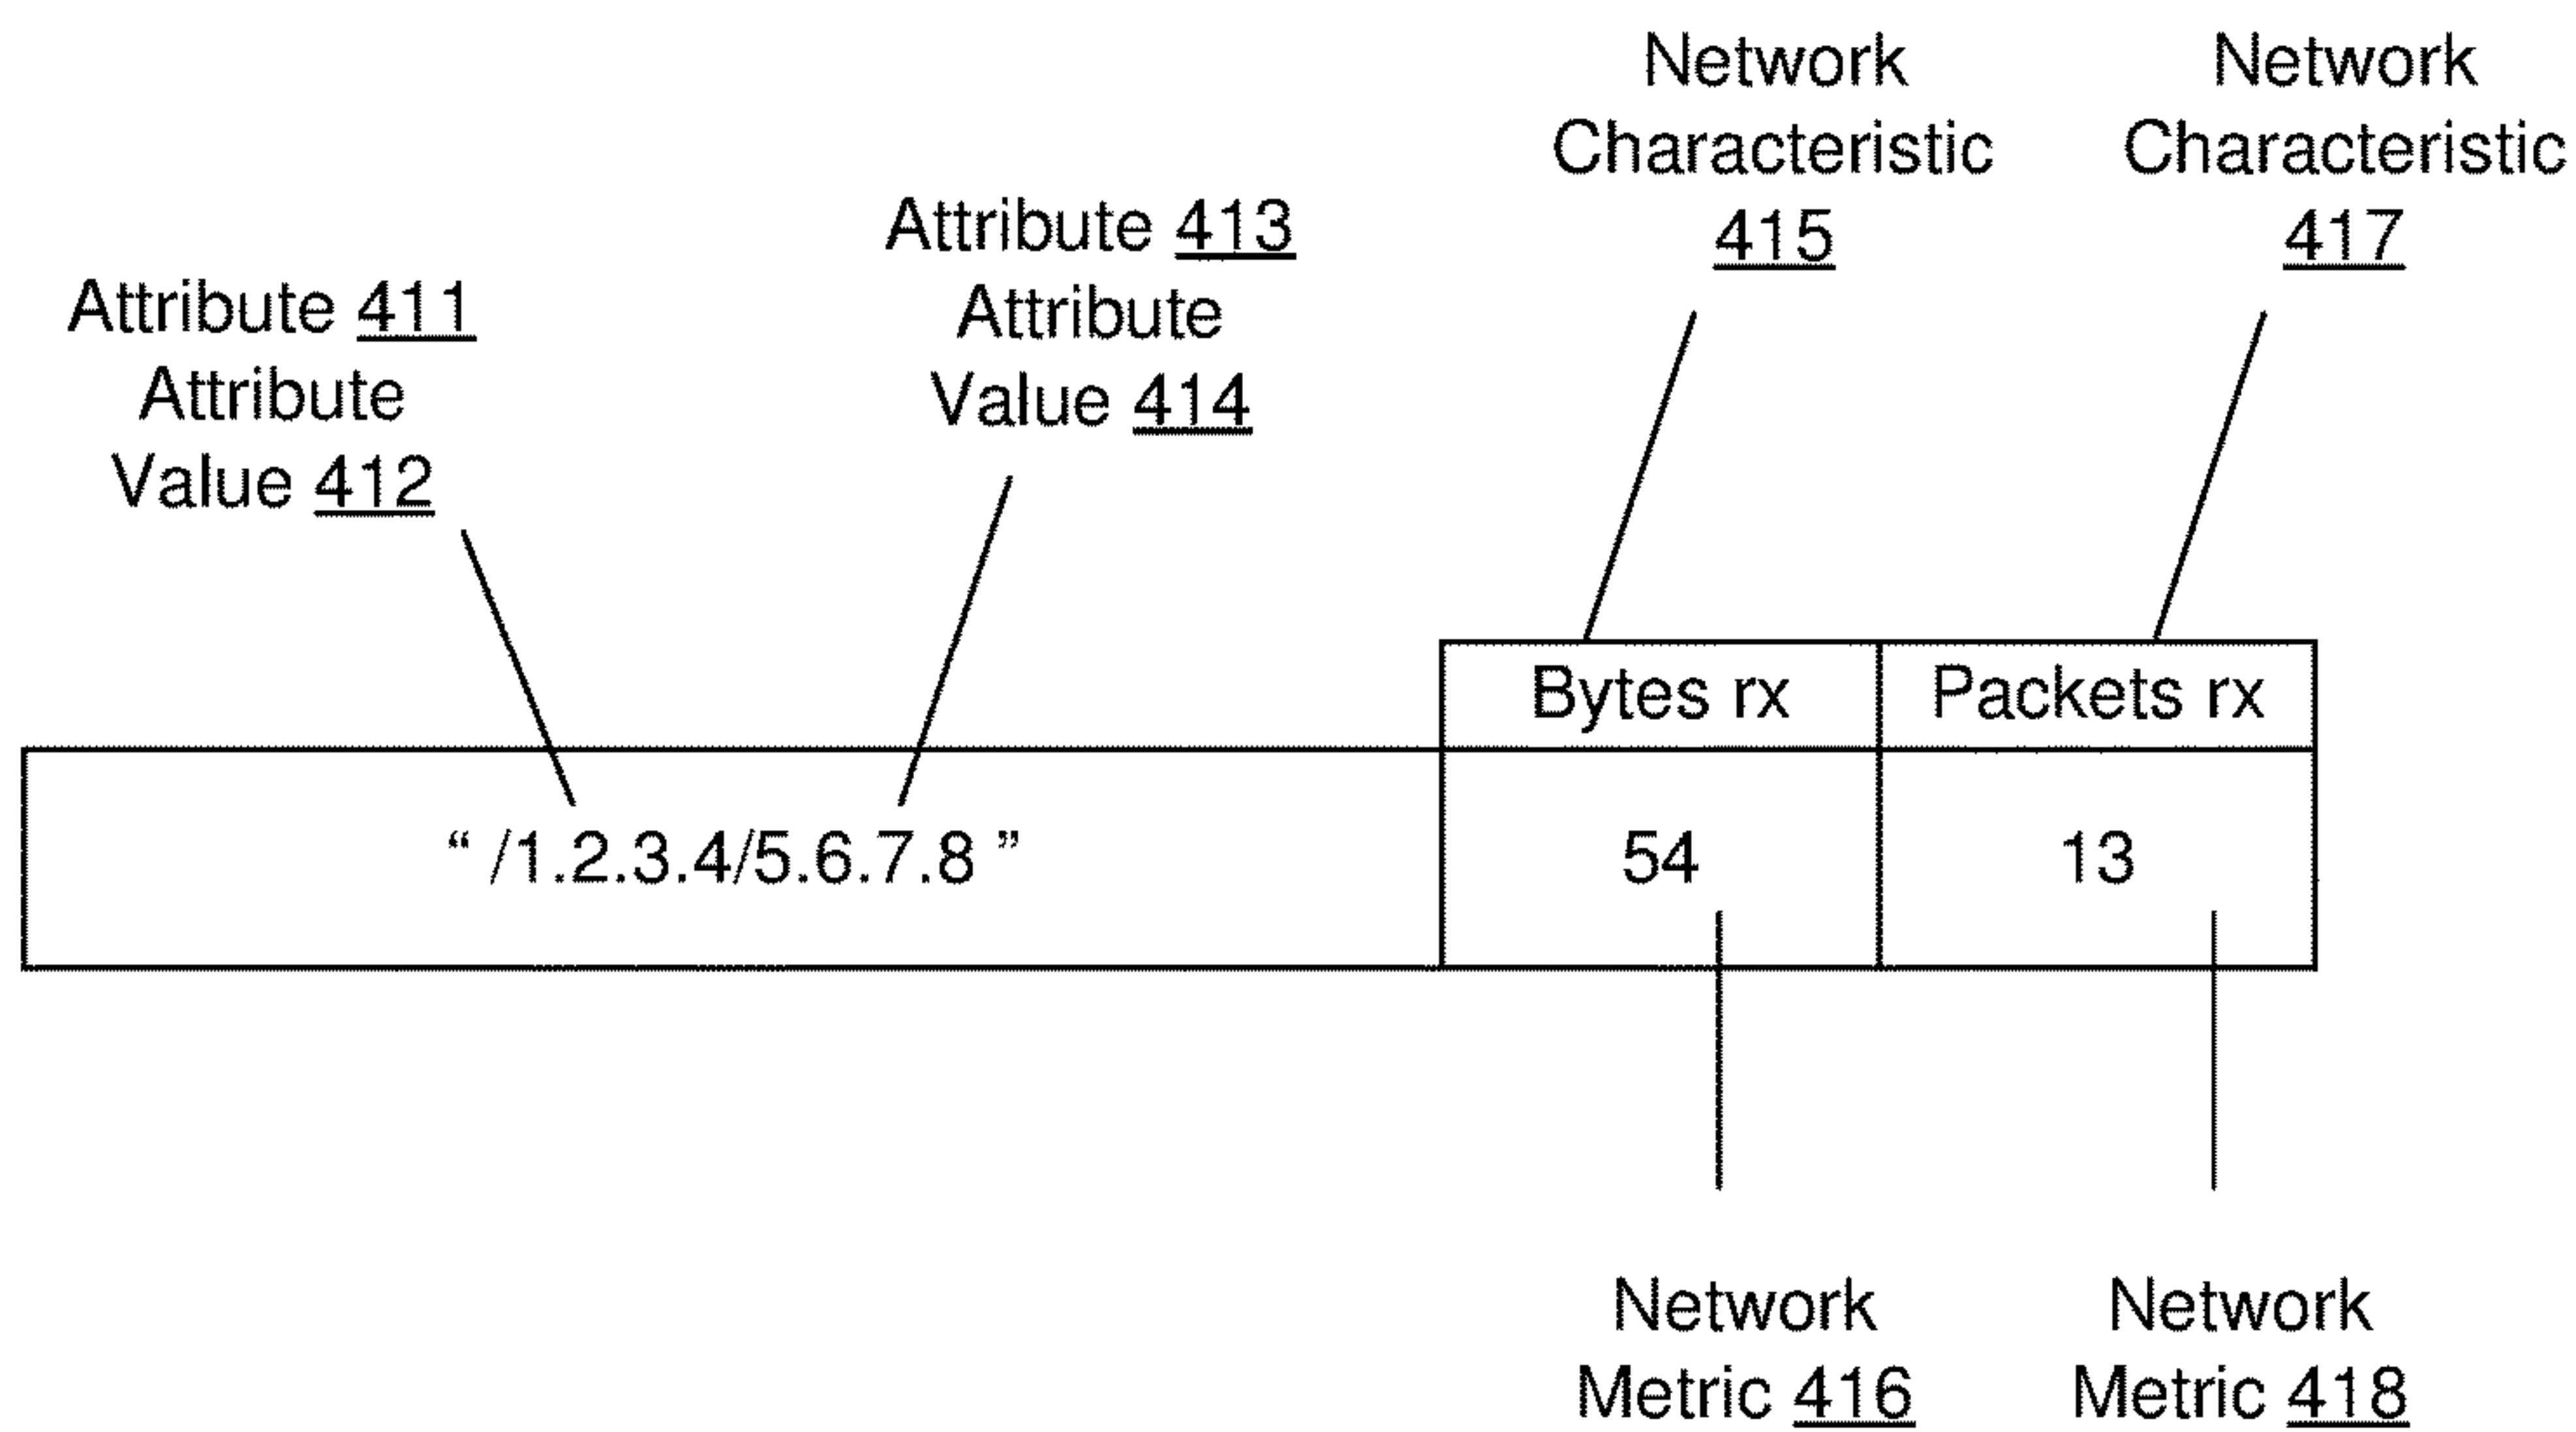 Network
Characteristic
415
Network
Characteristic
417
Attribute 413
Attribute
Value 414
Attribute 411
Attribute
Value 412
Bytes rx
Packets rx
“ /1.2.3.4/5.6.7.8 ”
54
13
Network
Metric 416
Network
Metric 418